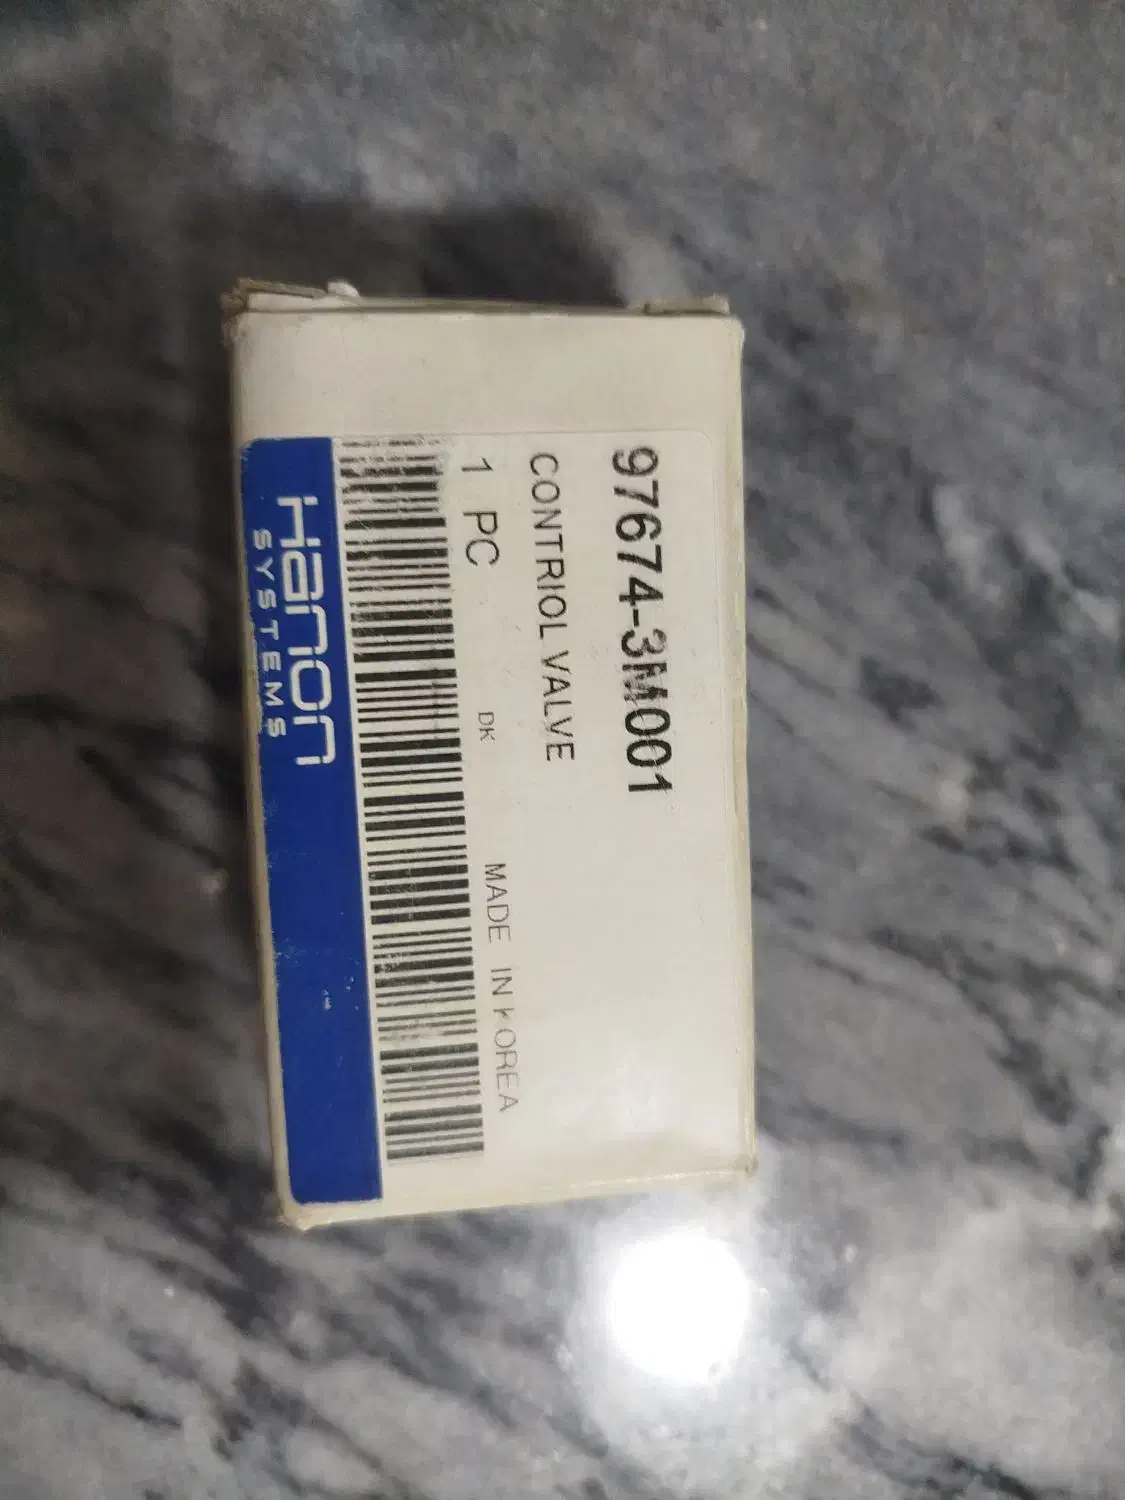 97674-3M001
CONTRIOL VALVE
1 PC DK MADE IN KOREA
Hanon
SYSTEMS